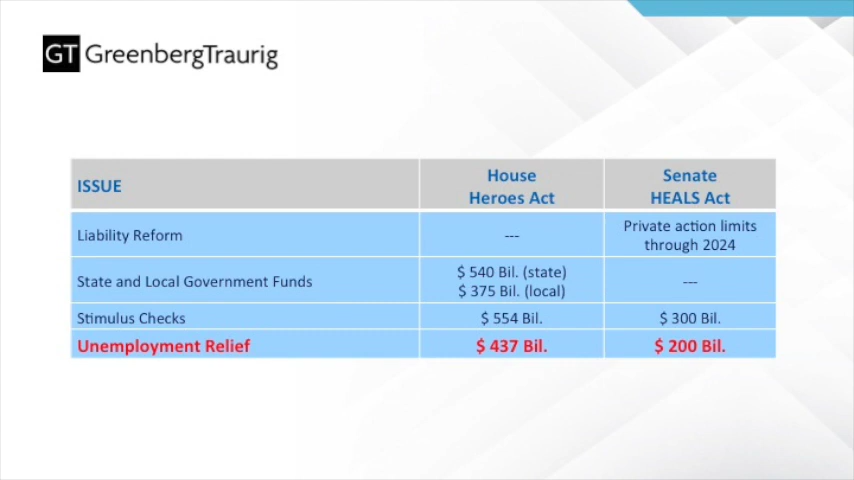 GT GreenbergTraurig
ISSUE
House
Heroes Act
Senate
HEALS Act
Liability Reform
---
Private action limits
through 2024
State and Local Government Funds
$ 540 Bil. (state)
$ 375 Bil. (local)
---
Stimulus Checks
$ 554 Bil.
$ 300 Bil.
Unemployment Relief
$ 437 Bil.
$ 200 Bil.